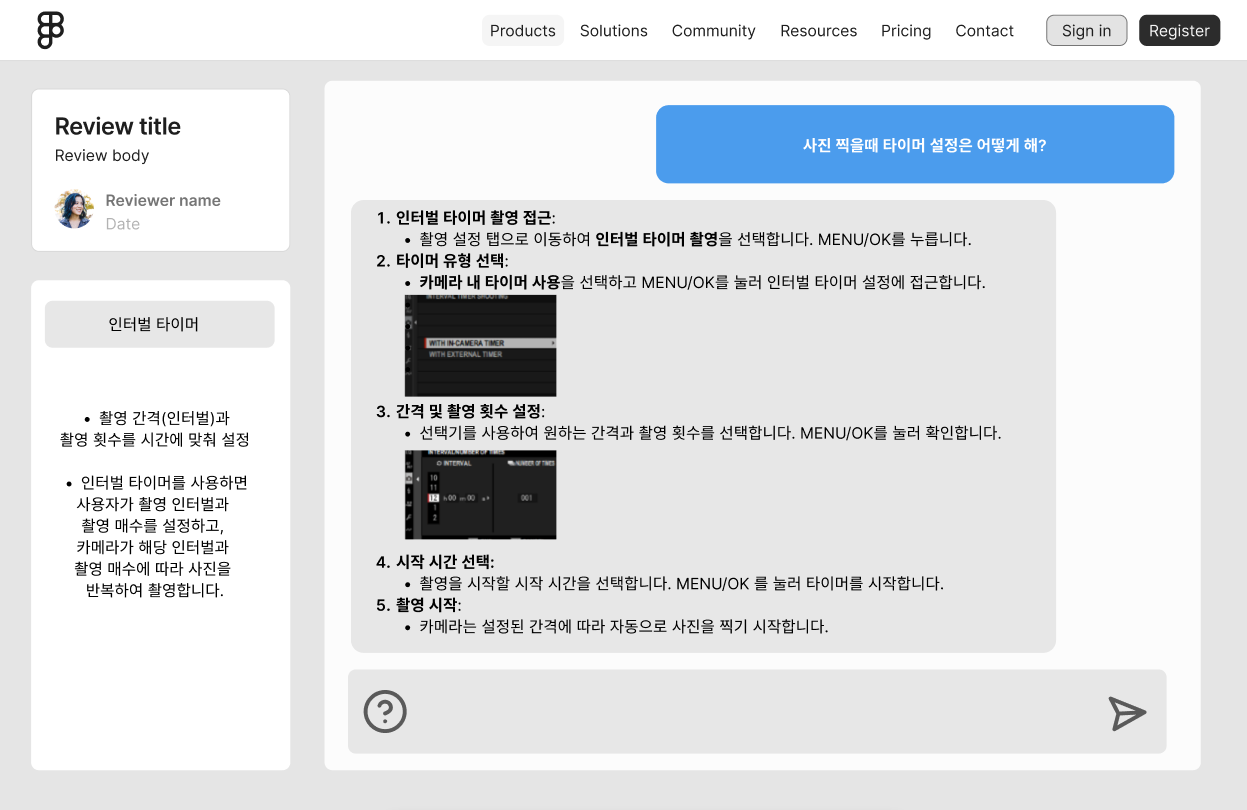 Products Solutions Community Resources Pricing Contact Sign in Register
Review title
Review body
Reviewer name
Date
인터벌 타이머
• 촬영 간격(인터벌)과
촬영 횟수를 시간에 맞춰 설정
• 인터벌 타이머를 사용하면
사용자가 촬영 인터벌과
촬영 매수를 설정하고,
카메라가 해당 인터벌과
촬영 매수에 따라 사진을
반복하여 촬영합니다.
사진 찍을때 타이머 설정은 어떻게 해?
1. 인터벌 타이머 촬영 접근:
• 촬영 설정 탭으로 이동하여 인터벌 타이머 촬영을 선택합니다. MENU/OK를 누릅니다.
2. 타이머 유형 선택:
• 카메라 내 타이머 사용을 선택하고 MENU/OK를 눌러 인터벌 타이머 설정에 접근합니다.
INTERVAL TIMER SHOOTING
WITH IN-CAMERA TIMER
WITH EXTERNAL TIMER
3. 간격 및 촬영 횟수 설정:
• 선택기를 사용하여 원하는 간격과 촬영 횟수를 선택합니다. MENU/OK를 눌러 확인합니다.
INTERVAL/NUMBER OF TIMES
INTERVAL NUMBER OF TIMES
10
11
12 h 00 m 00 s 001
1
2
4. 시작 시간 선택:
• 촬영을 시작할 시작 시간을 선택합니다. MENU/OK 를 눌러 타이머를 시작합니다.
5. 촬영 시작:
• 카메라는 설정된 간격에 따라 자동으로 사진을 찍기 시작합니다.